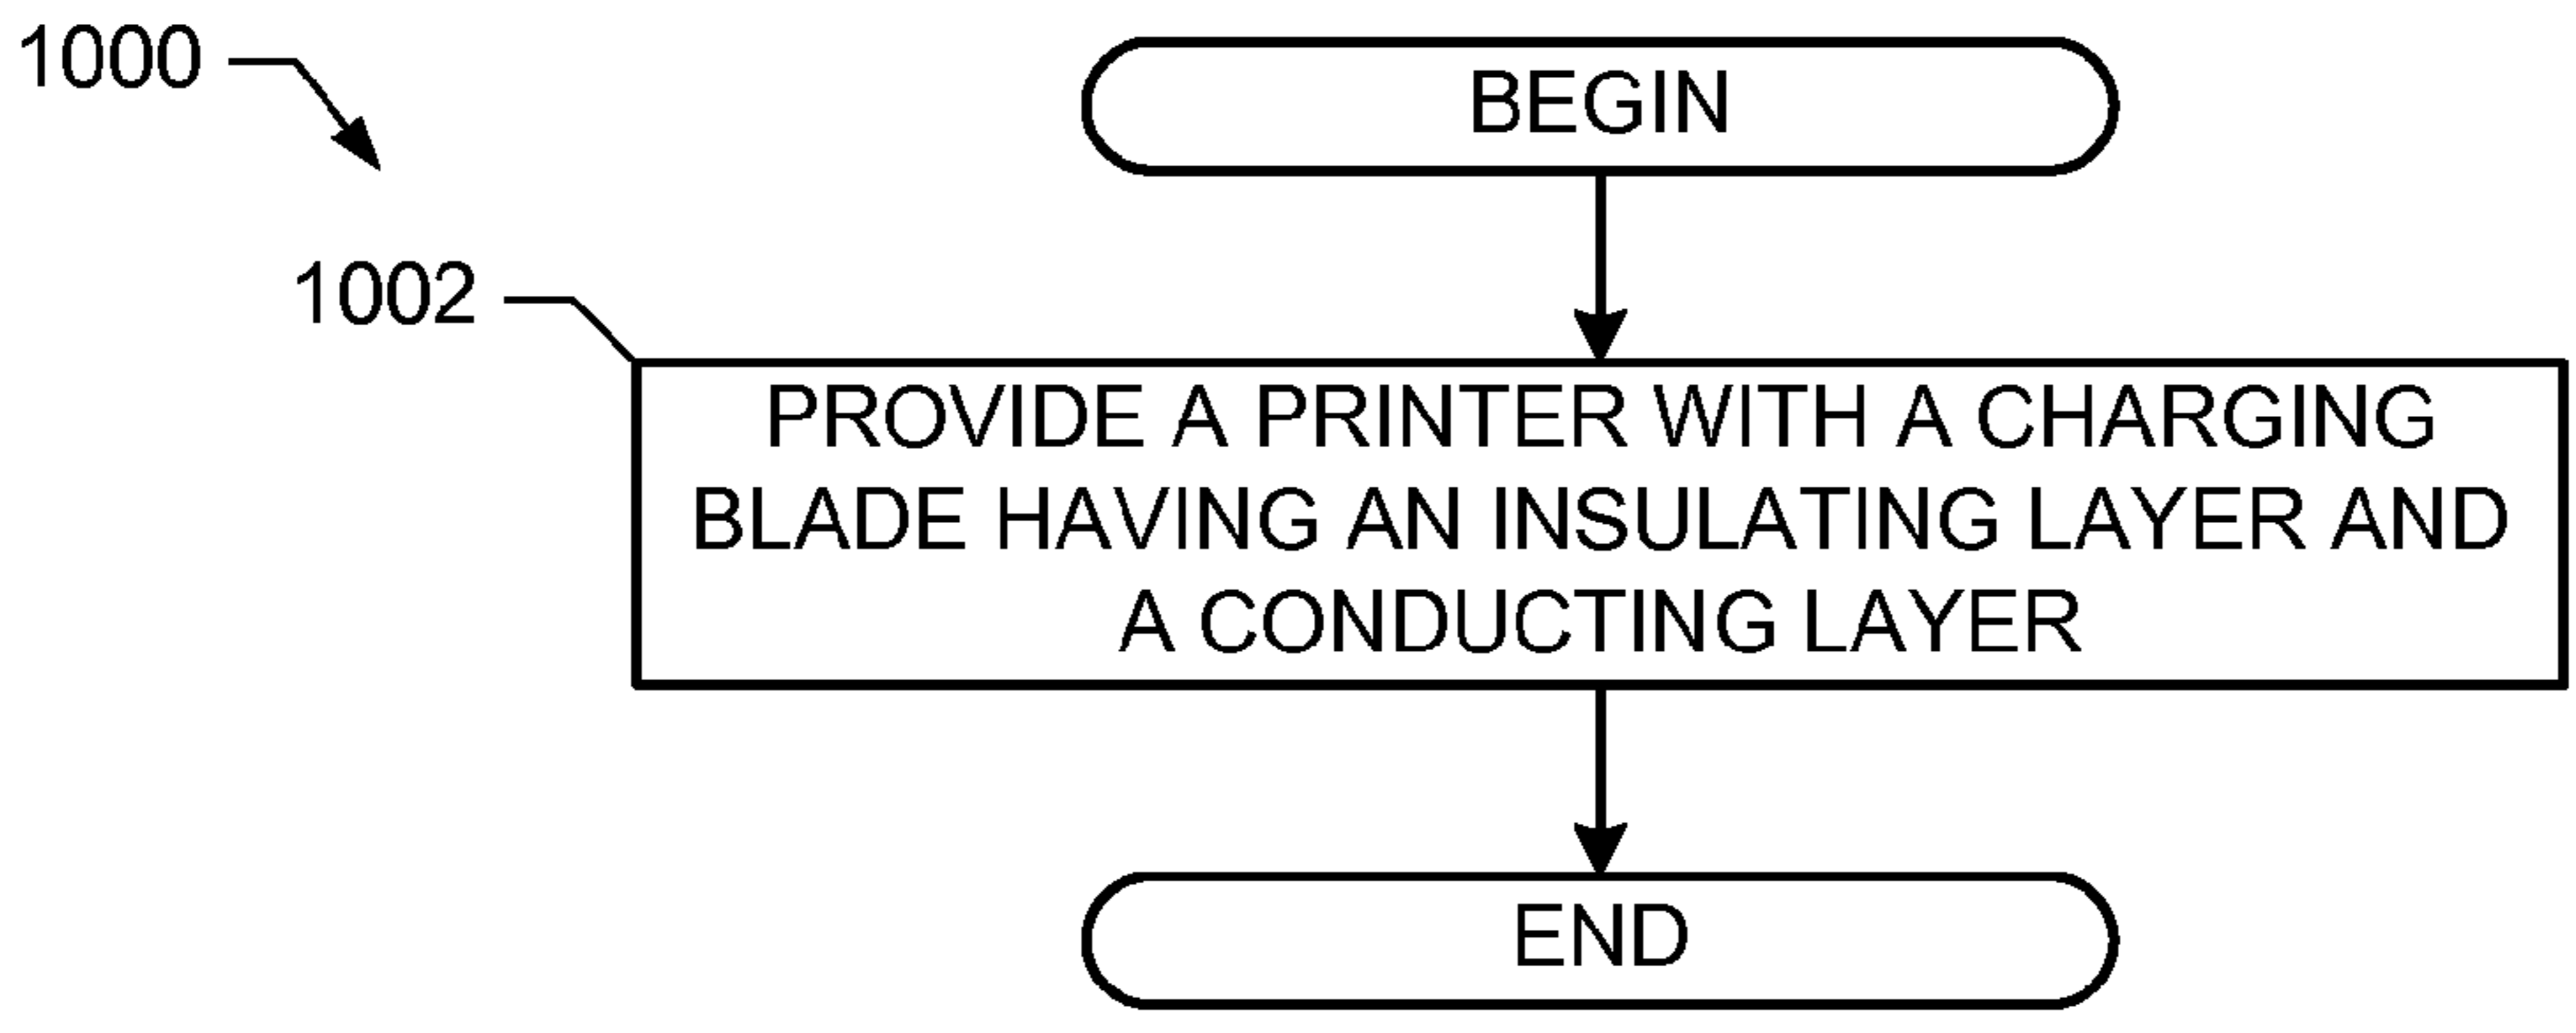 1000
BEGIN
1002
PROVIDE A PRINTER WITH A CHARGING
BLADE HAVING AN INSULATING LAYER AND
A CONDUCTING LAYER
END